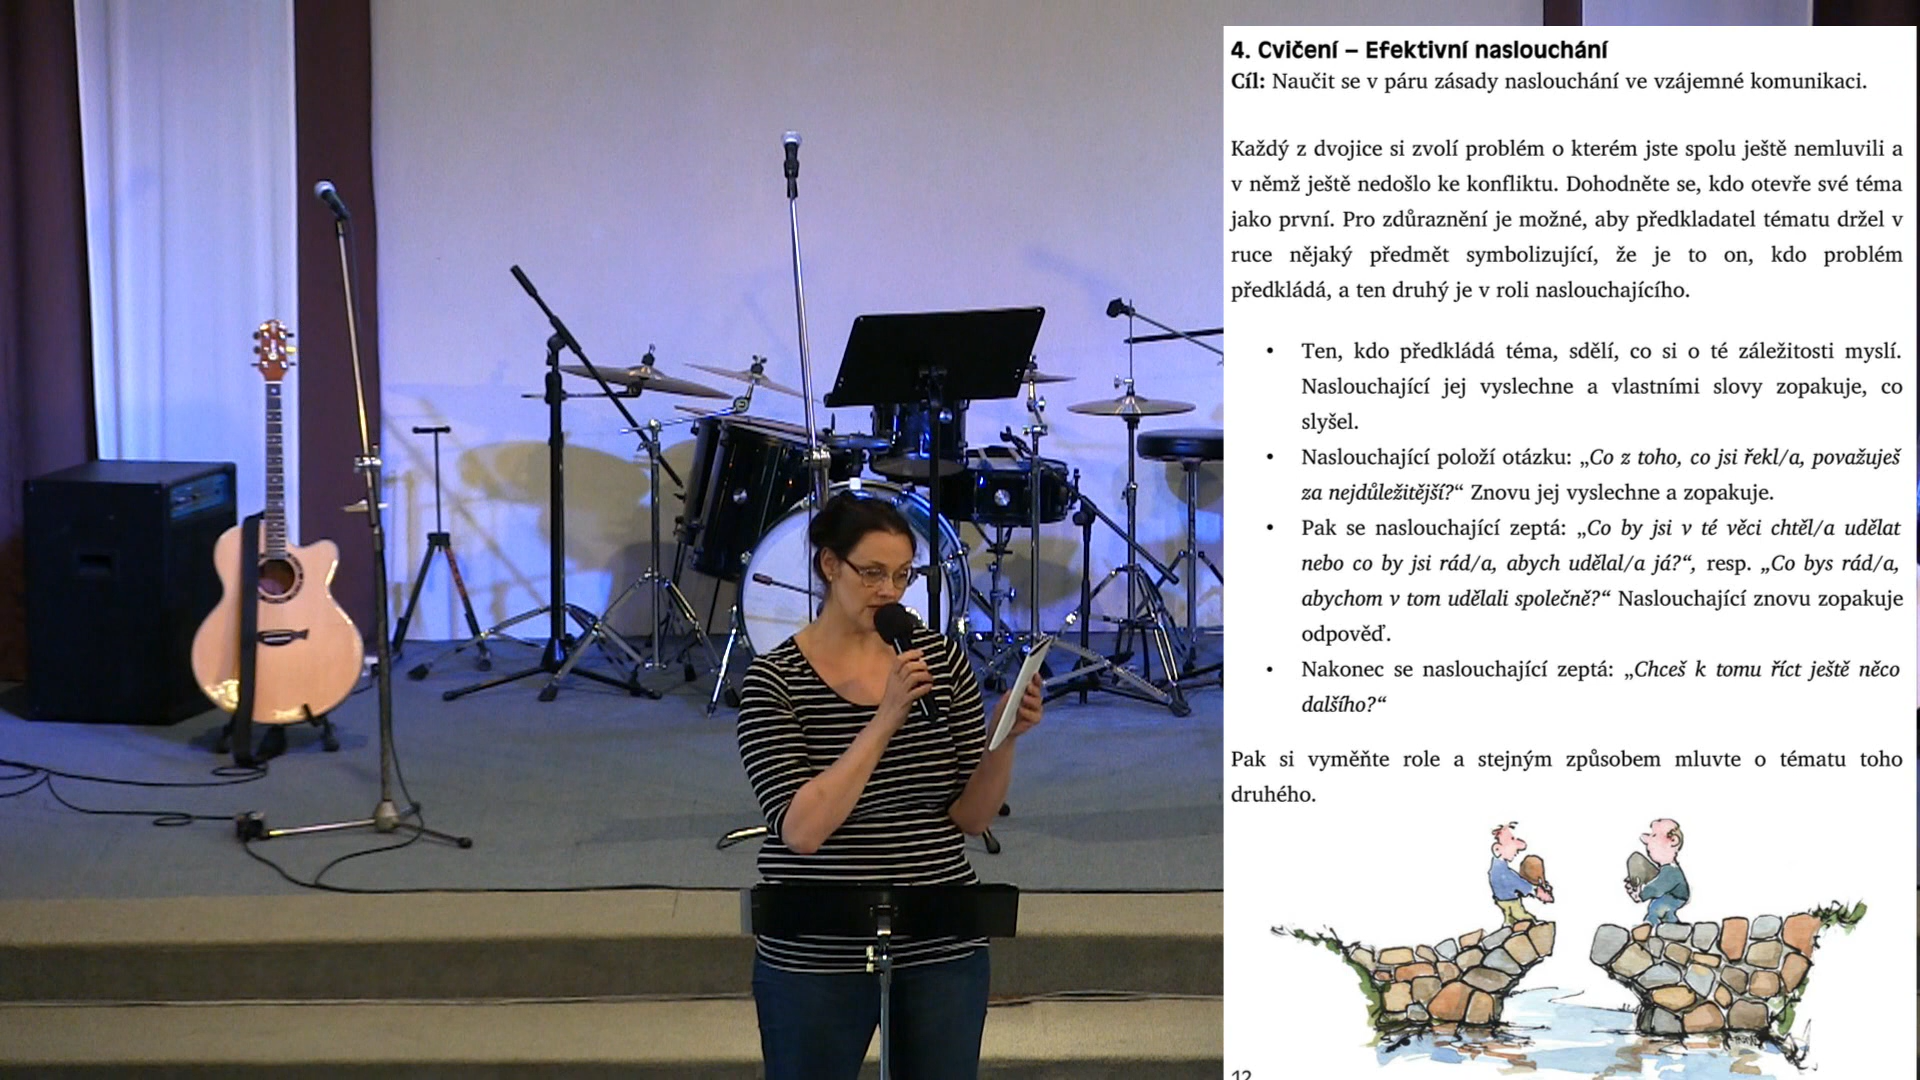 4. Cvičení – Efektivní naslouchání
Cíl: Naučit se v páru zásady naslouchání ve vzájemné komunikaci.
Každý z dvojice si zvolí problém o kterém jste spolu ještě nemluvili a
v němž ještě nedošlo ke konfliktu. Dohodněte se, kdo otevře své téma
jako první. Pro zdůraznění je možné, aby předkladatel tématu držel v
ruce nějaký předmět symbolizující, že je to on, kdo problém
předkládá, a ten druhý je v roli naslouchajícího.
• Ten, kdo předkládá téma, sdělí, co si o té záležitosti myslí.
Naslouchající jej vyslechne a vlastními slovy zopakuje, co
slyšel.
• Naslouchající položí otázku: „Co z toho, co jsi řekl/a, považuješ
za nejdůležitější?“ Znovu jej vyslechne a zopakuje.
• Pak se naslouchající zeptá: „Co by jsi v té věci chtěl/a udělat
nebo co by jsi rád/a, abych udělal/a já?“, resp. „Co bys rád/a,
abychom v tom udělali společně?“ Naslouchající znovu zopakuje
odpověď.
• Nakonec se naslouchající zeptá: „Chceš k tomu říct ještě něco
dalšího?“
Pak si vyměňte role a stejným způsobem mluvte o tématu toho
druhého.
12